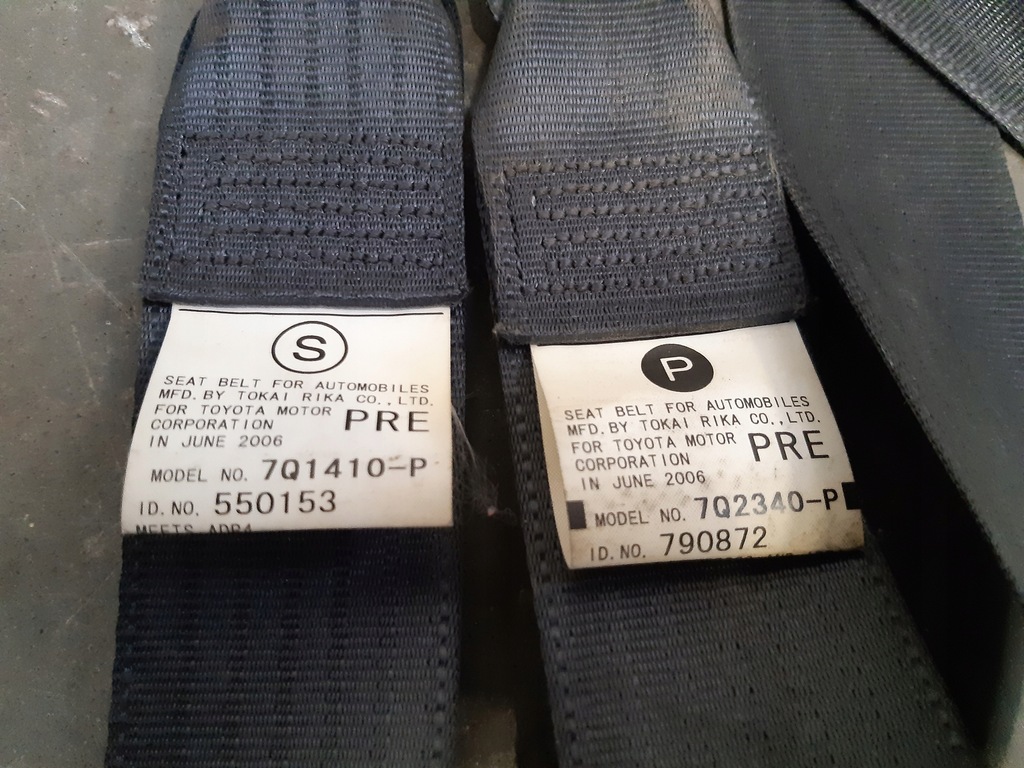 S
SEAT BELT FOR AUTOMOBILES
MFD. BY TOKAI RIKA CO., LTD.
FOR TOYOTA MOTOR
CORPORATION PRE
IN JUNE 2006
MODEL NO. 7Q1410-P
ID. NO. 550153
MEETS ADR4
P
SEAT BELT FOR AUTOMOBILES
MFD. BY TOKAI RIKA CO., LTD.
FOR TOYOTA MOTOR
CORPORATION PRE
IN JUNE 2006
MODEL NO. 7Q2340-P
ID. NO. 790872